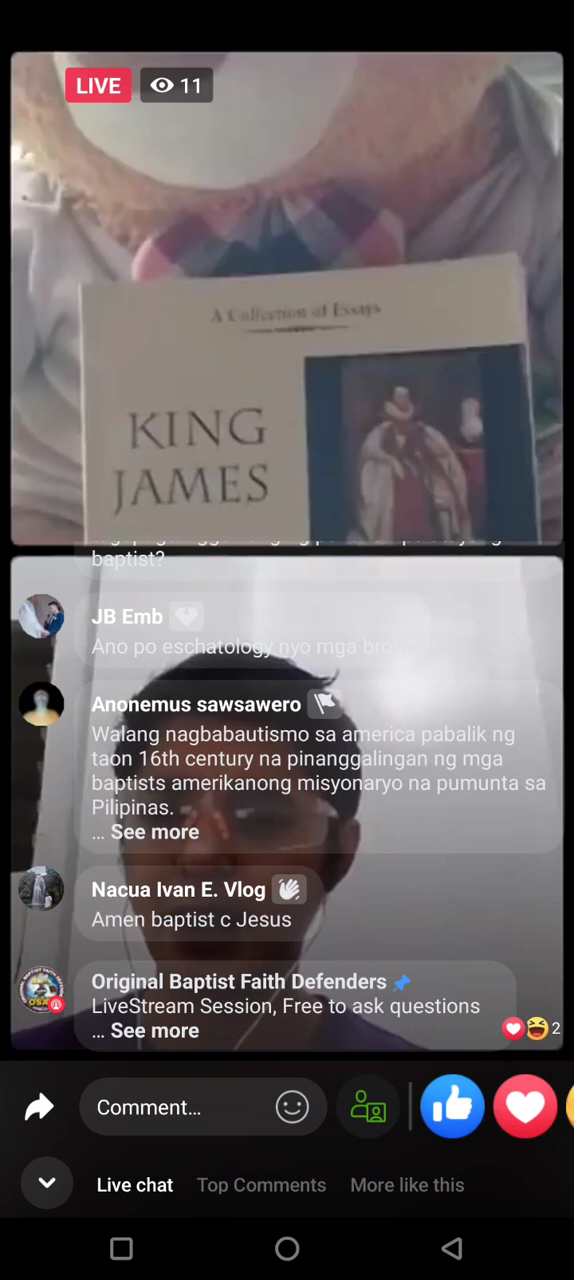 LIVE
11
A Collection of Essays
KING
JAMES
baptist?
JB Emb
Ano po eschatology nyo mga bros?
Anonemus sawsawero
Walang nagbabautismo sa america pabalik ng
taon 16th century na pinanggalingan ng mga
baptists amerikanong misyonaryo na pumunta sa
Pilipinas.
... See more
Nacua Ivan E. Vlog
Amen baptist c Jesus
Original Baptist Faith Defenders
LiveStream Session, Free to ask questions
... See more
2
Comment...
Live chat
Top Comments
More like this